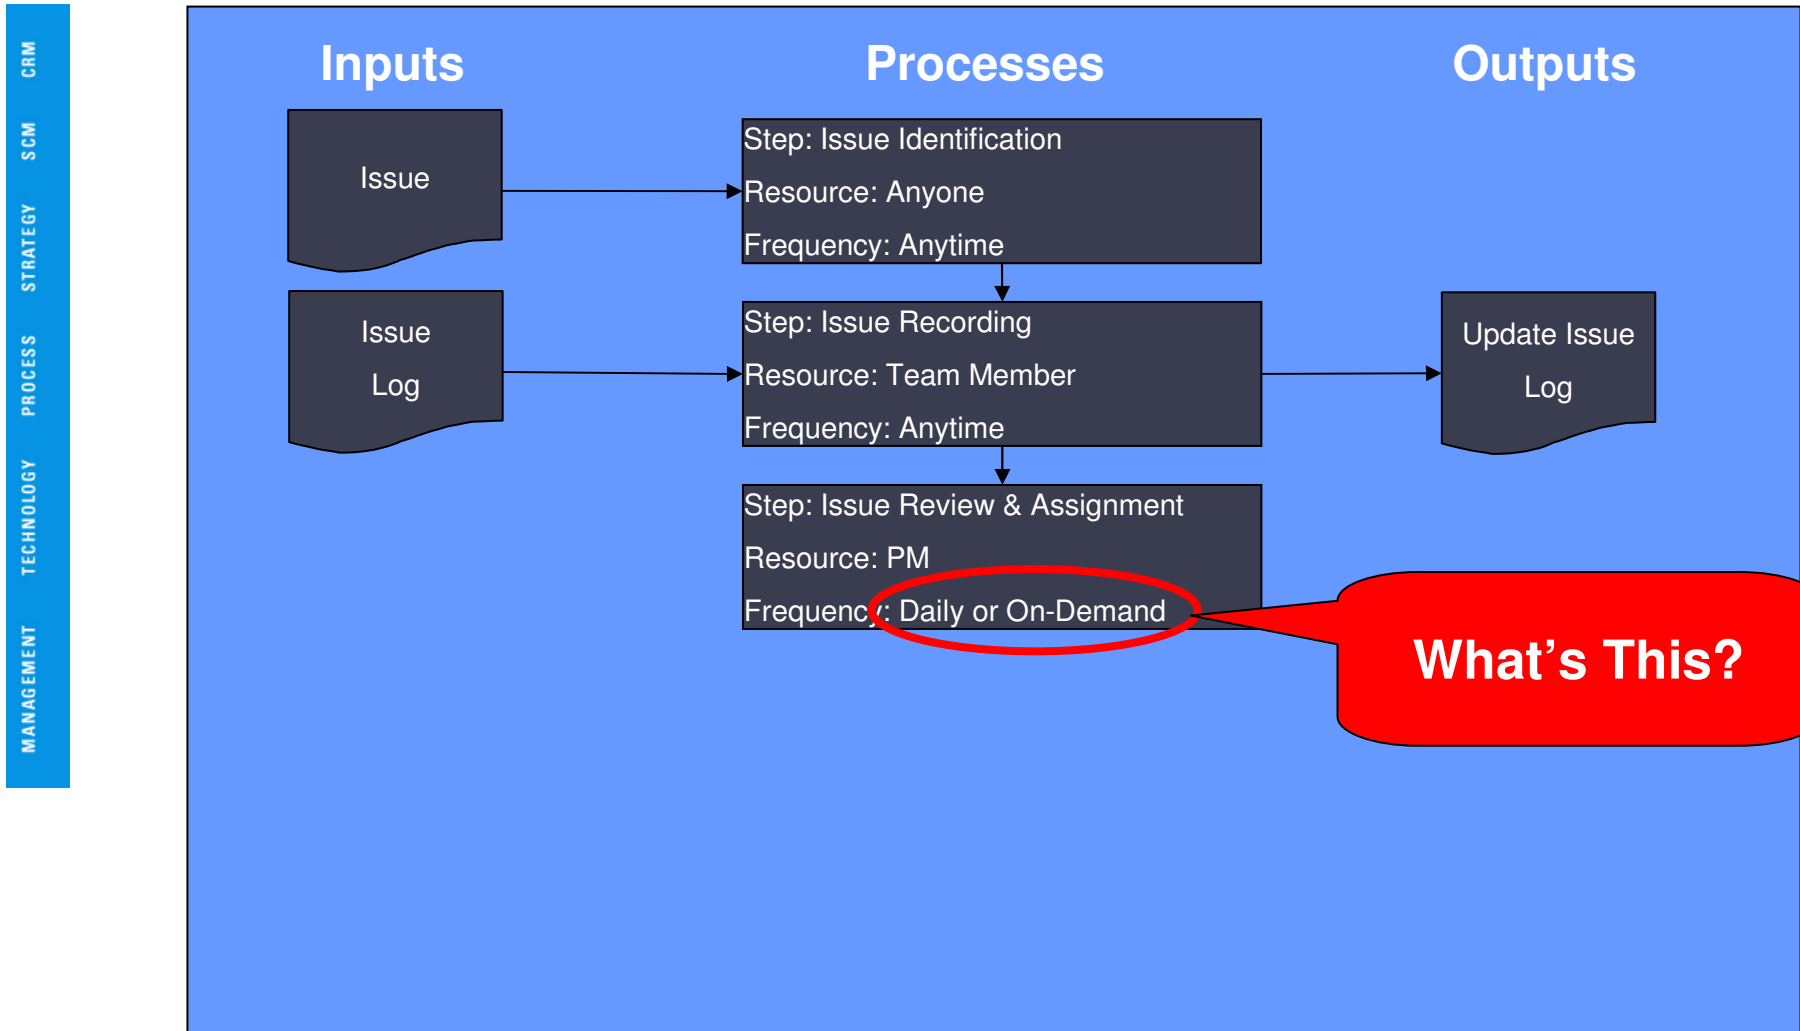 CRM
SCM
STRATEGY
PROCESS
TECHNOLOGY
MANAGEMENT
Inputs
Processes
Outputs
Issue
Step: Issue Identification
Resource: Anyone
Frequency: Anytime
Issue
Log
Step: Issue Recording
Resource: Team Member
Frequency: Anytime
Update Issue
Log
Step: Issue Review & Assignment
Resource: PM
Frequency: Daily or On-Demand
What’s This?